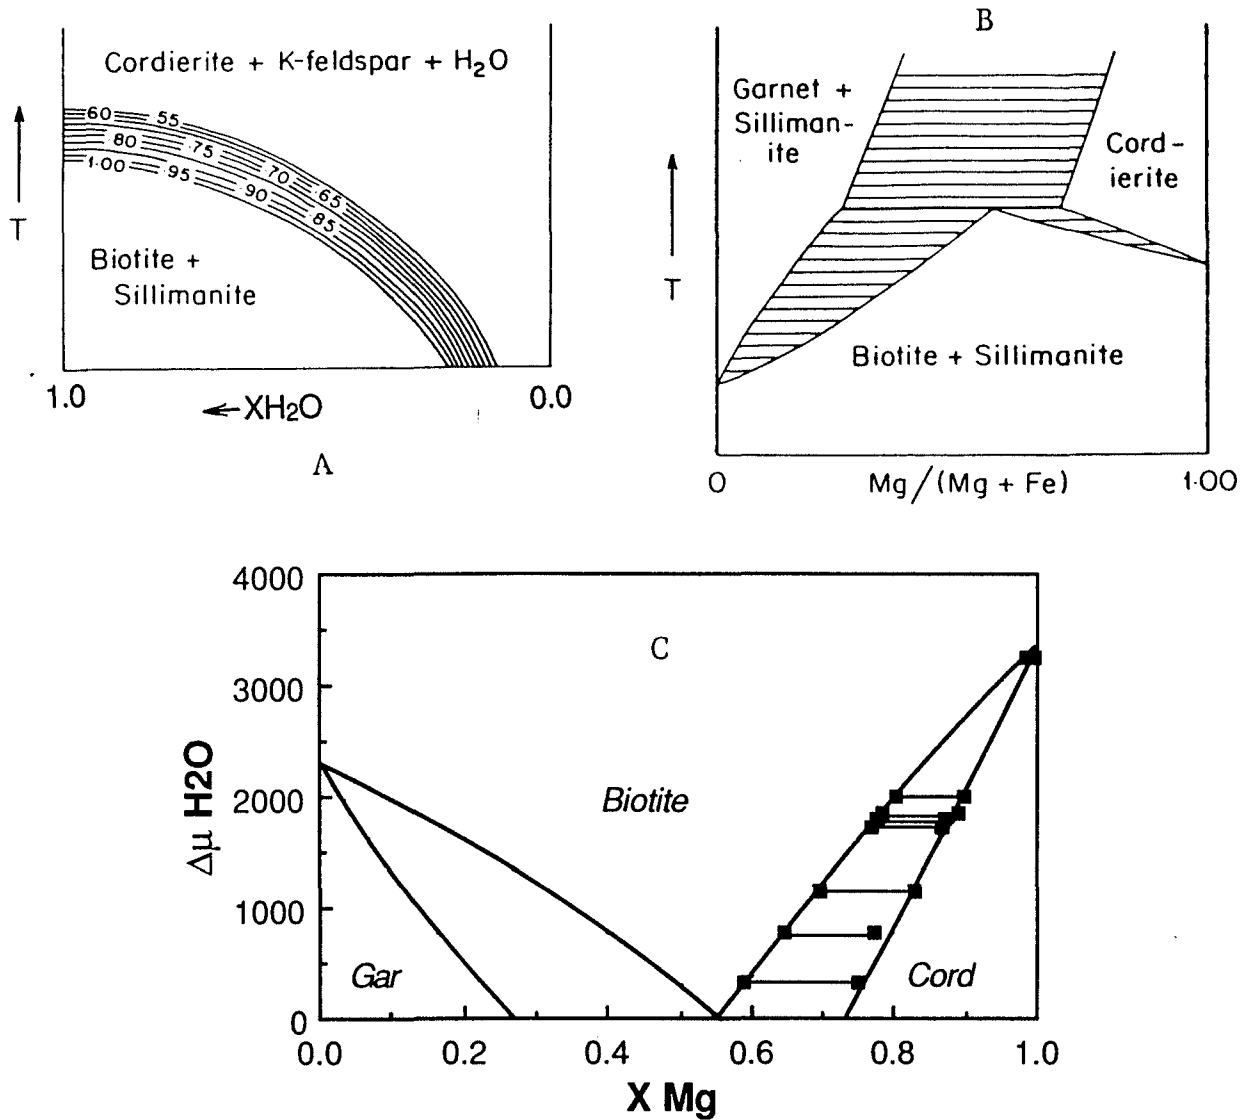 Cordierite + K-feldspar + H₂O
60
55
80
.75
.70
.65
1·00
.95
.90
.85
T
Biotite +
Sillimanite
1.0
←XH₂O
0.0
A
B
Garnet +
Silliman-
ite
Cord-
ierite
T
Biotite + Sillimanite
0
Mg/(Mg + Fe)
1·00
C
4000
3000
2000
1000
0
Δμ H2O
Biotite
Gar
Cord
0.0
0.2
0.4
0.6
0.8
1.0
X Mg